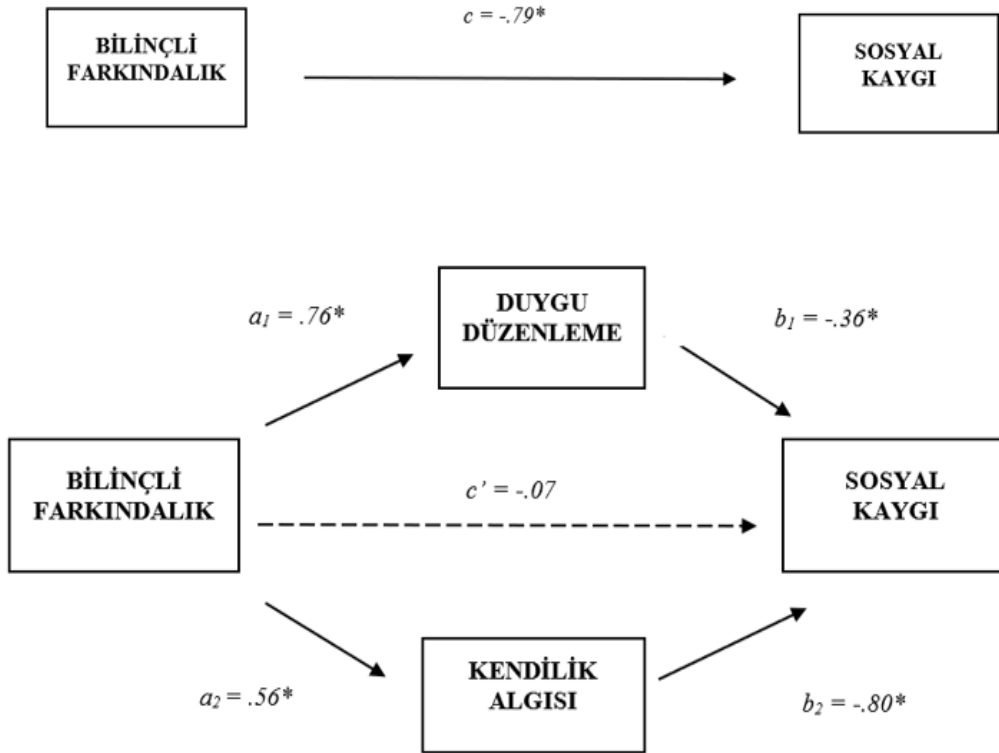 c = -.79*
BİLİNÇLİ
FARKINDALIK
SOSYAL
KAYGI
DUYGU
DÜZENLEME
a₁ = .76*
b₁ = -.36*
BİLİNÇLİ
FARKINDALIK
c’ = -.07
SOSYAL
KAYGI
KENDİLİK
ALGISI
a₂ = .56*
b₂ = -.80*